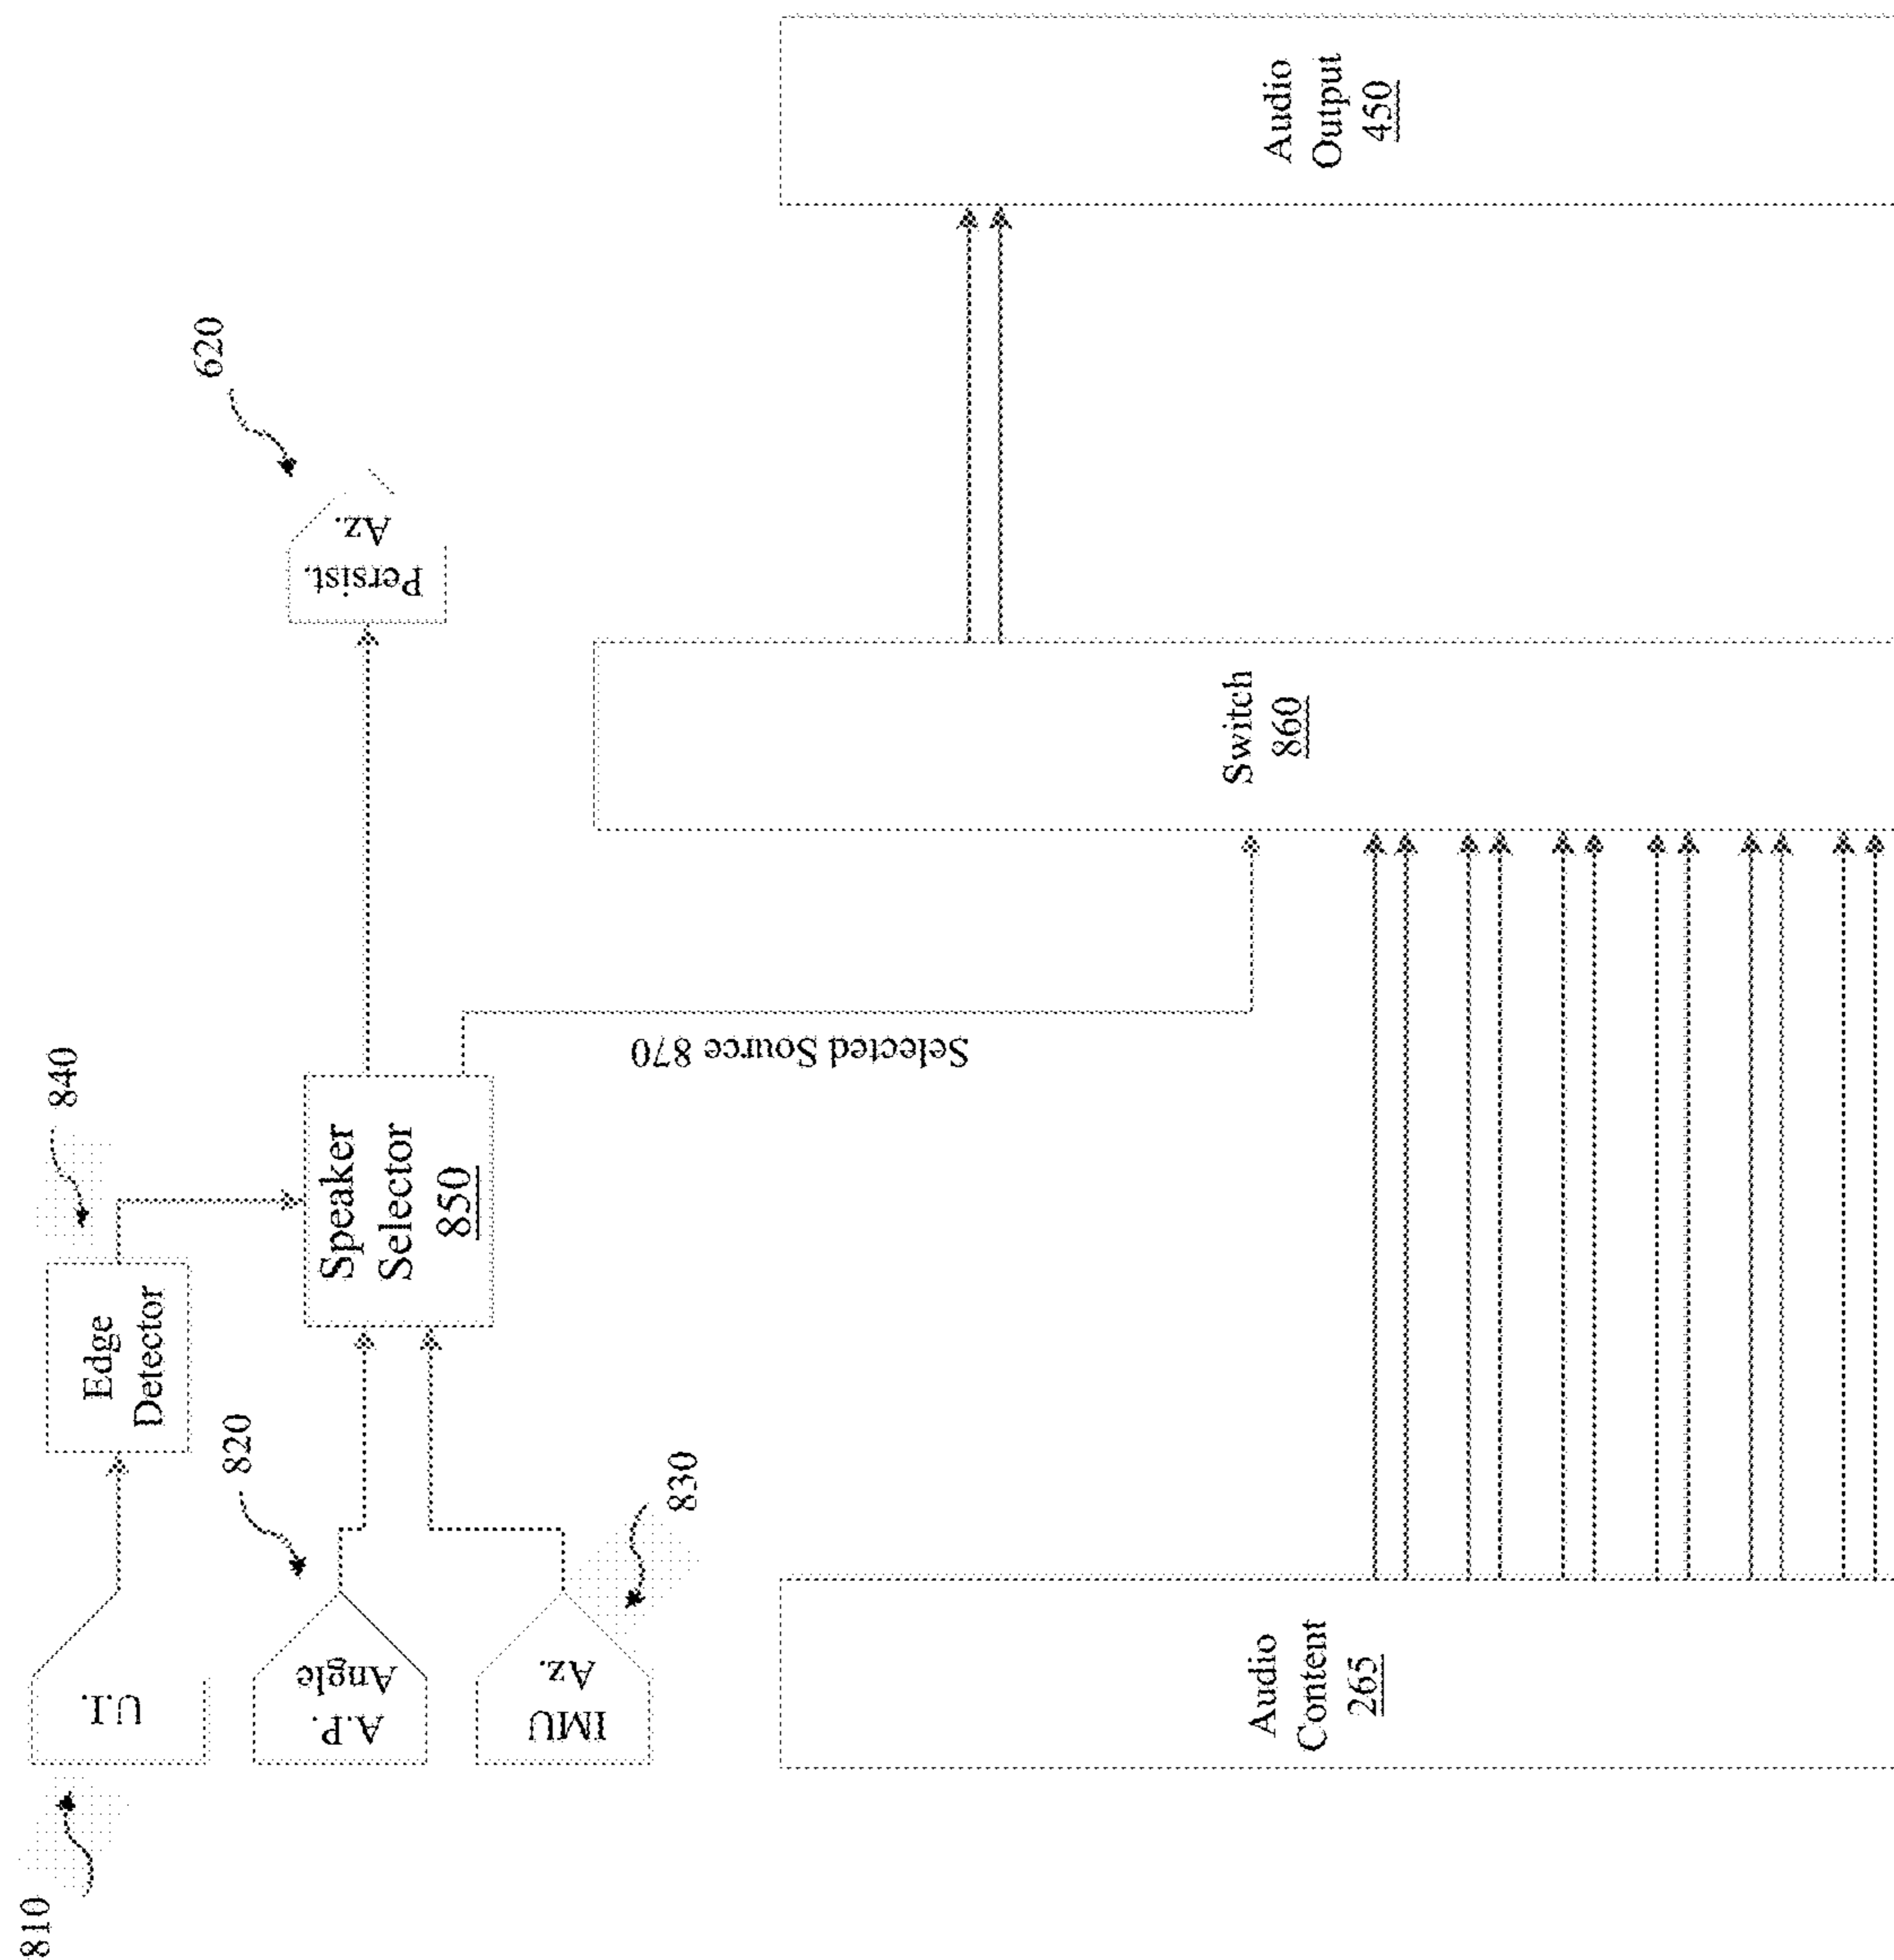 810
U.I.
Edge
Detector
840
820
A.P.
Angle
830
IMU
Az.
Speaker
Selector
850
620
Persist.
Az.
Selected Source 870
Audio
Content
265
Switch
860
Audio
Output
450